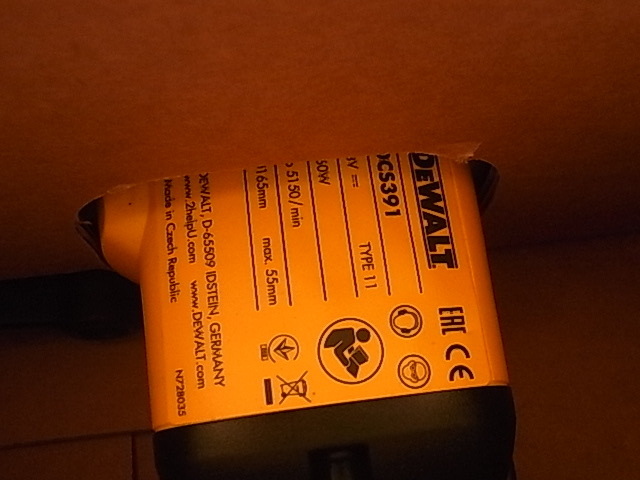 DEWALT
DCS391
TYPE 11
V
5150/min
165mm max. 55mm
DEWALT, D-65509 IDSTEIN, GERMANY
www.2helpU.com www.DEWALT.com
Made in Czech Republic
N728035
EAC CE